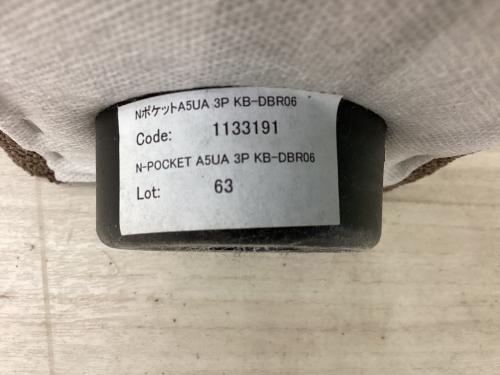 NポケットA5UA 3P KB-DBR06
Code: 1133191
N-POCKET A5UA 3P KB-DBR06
Lot: 63